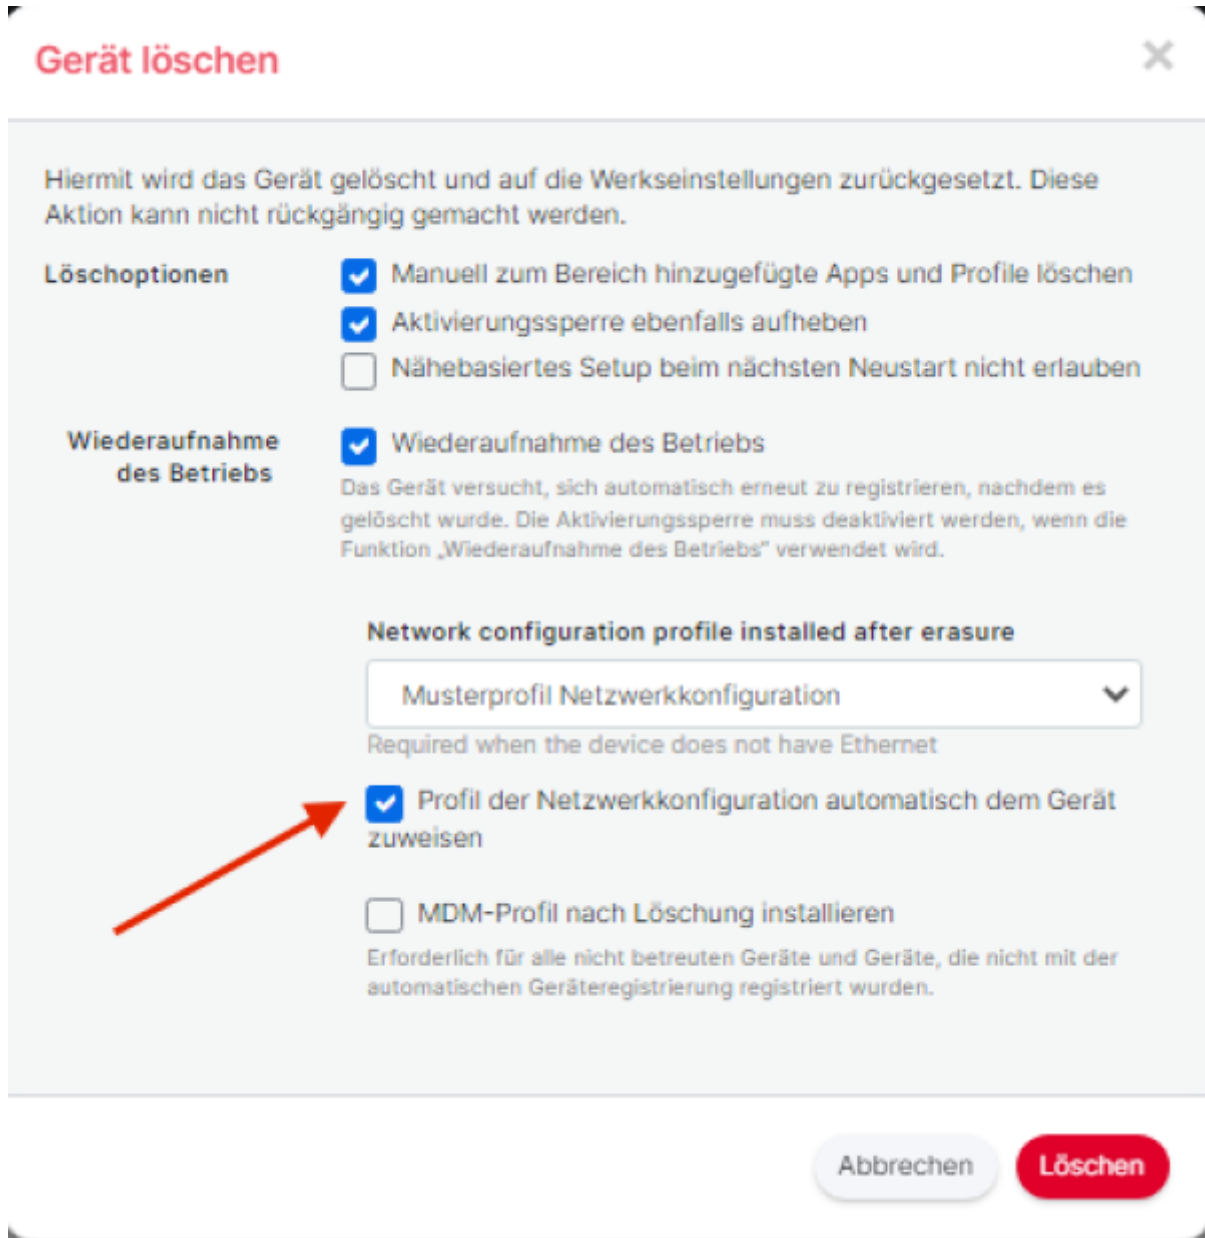 Gerät löschen
Hiermit wird das Gerät gelöscht und auf die Werkseinstellungen zurückgesetzt. Diese
Aktion kann nicht rückgängig gemacht werden.
Löschoptionen
Manuell zum Bereich hinzugefügte Apps und Profile löschen
Aktivierungssperre ebenfalls aufheben
Nähebasiertes Setup beim nächsten Neustart nicht erlauben
Wiederaufnahme
des Betriebs
Wiederaufnahme des Betriebs
Das Gerät versucht, sich automatisch erneut zu registrieren, nachdem es
gelöscht wurde. Die Aktivierungssperre muss deaktiviert werden, wenn die
Funktion „Wiederaufnahme des Betriebs" verwendet wird.
Network configuration profile installed after erasure
Musterprofil Netzwerkkonfiguration
Required when the device does not have Ethernet
Profil der Netzwerkkonfiguration automatisch dem Gerät
zuweisen
MDM-Profil nach Löschung installieren
Erforderlich für alle nicht betreuten Geräte und Geräte, die nicht mit der
automatischen Geräteregistrierung registriert wurden.
Abbrechen
Löschen